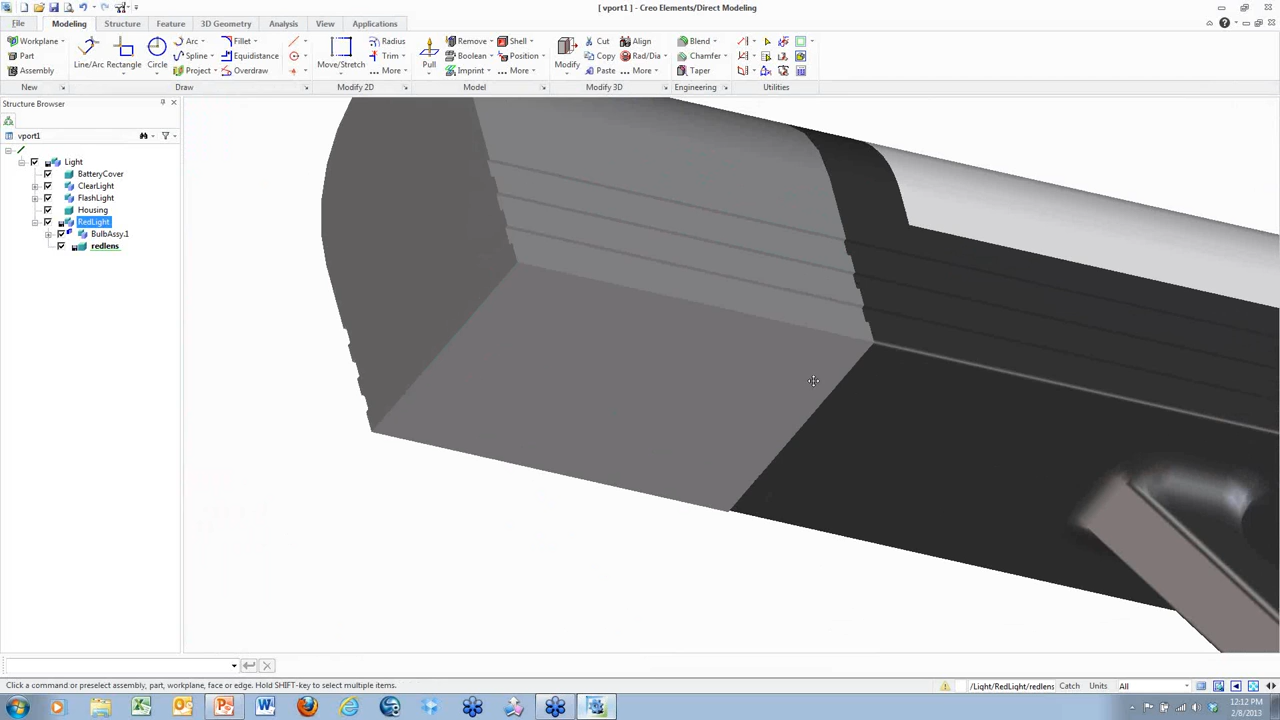 [ vport1 ] - Creo Elements/Direct Modeling
File Modeling Structure Feature 3D Geometry Analysis View Applications
Workplane Part Assembly New
Line/Arc Rectangle Circle Arc Spline Project Fillet Equidistance Overdraw Draw
Move/Stretch Radius Trim More Modify 2D
Pull Remove Boolean Imprint Shell Position More Model
Modify Cut Copy Paste Align Rad/Dia More Modify 3D
Blend Chamfer Taper Engineering
Utilities
Structure Browser
vport1
Light
BatteryCover
ClearLight
FlashLight
Housing
RedLight
BulbAssy.1
redlens
Click a command or preselect assembly, part, workplane, face or edge. Hold SHIFT-key to select multiple items.
/Light/RedLight/redlens Catch Units All
12:12 PM
2/8/2013